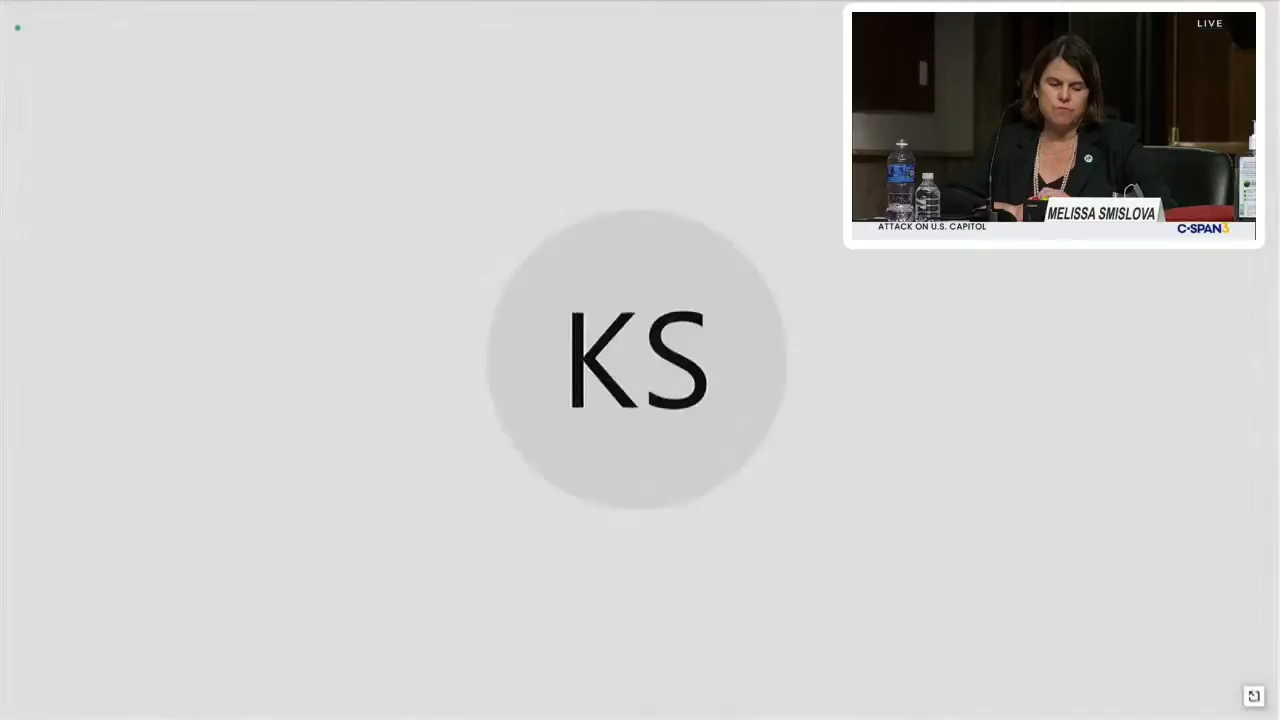 LIVE
KS
MELISSA SMISLOVA
ATTACK ON U.S. CAPITOL
C-SPAN3